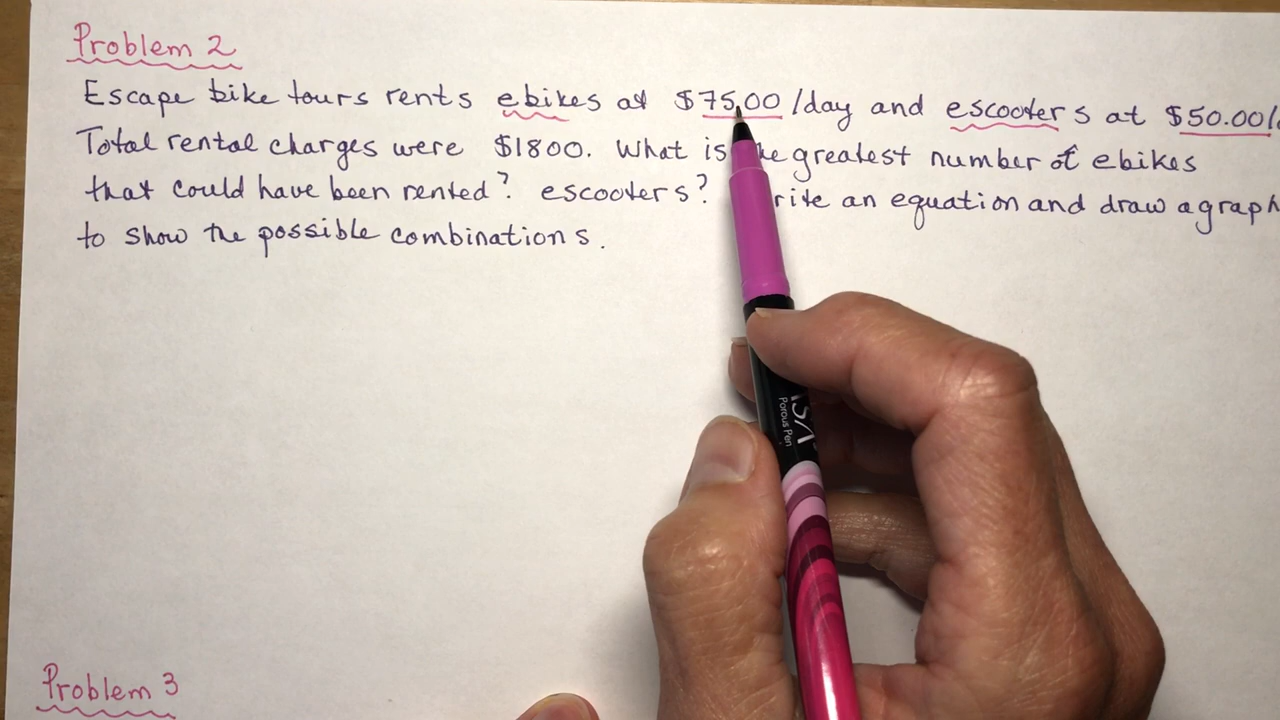 Problem 2
Escape bike tours rents ebikes at $75.00 /day and escooters at $50.00/
Total rental charges were $1800. What is greatest number of ebikes
that could have been rented? escooters? an equation and draw a graph
to show the possible combinations.
Porous Pen
Problem 3